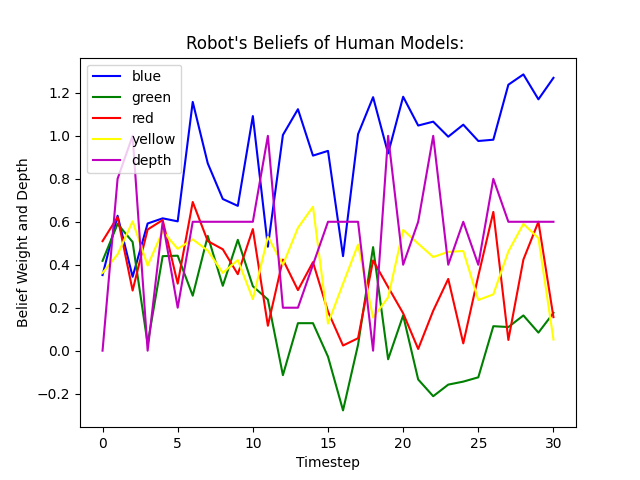 Robot's Beliefs of Human Models:
blue
green
red
yellow
depth
Belief Weight and Depth
1.2
1.0
0.8
0.6
0.4
0.2
0.0
−0.2
0 5 10 15 20 25 30
Timestep